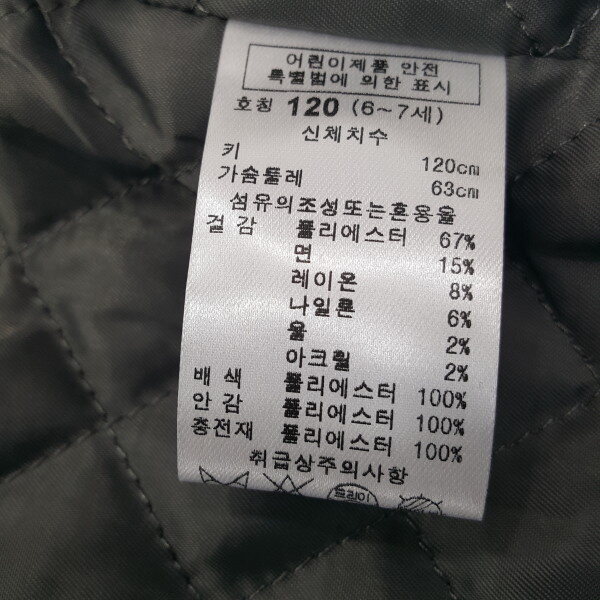 어린이제품 안전
특별법에 의한 표시
호칭 120 (6~7세)
신체치수
키 120cm
가슴둘레 63cm
섬유의조성또는혼용율
겉감 폴리에스터 67%
면 15%
레이온 8%
나일론 6%
울 2%
아크릴 2%
배색 폴리에스터 100%
안감 폴리에스터 100%
충전재 폴리에스터 100%
취급상주의사항
드라이